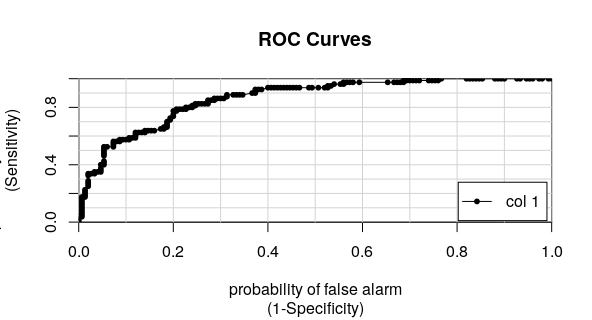 ROC Curves
(Sensitivity)
0.8
0.4
0.0
col 1
0.0 0.2 0.4 0.6 0.8 1.0
probability of false alarm
(1-Specificity)